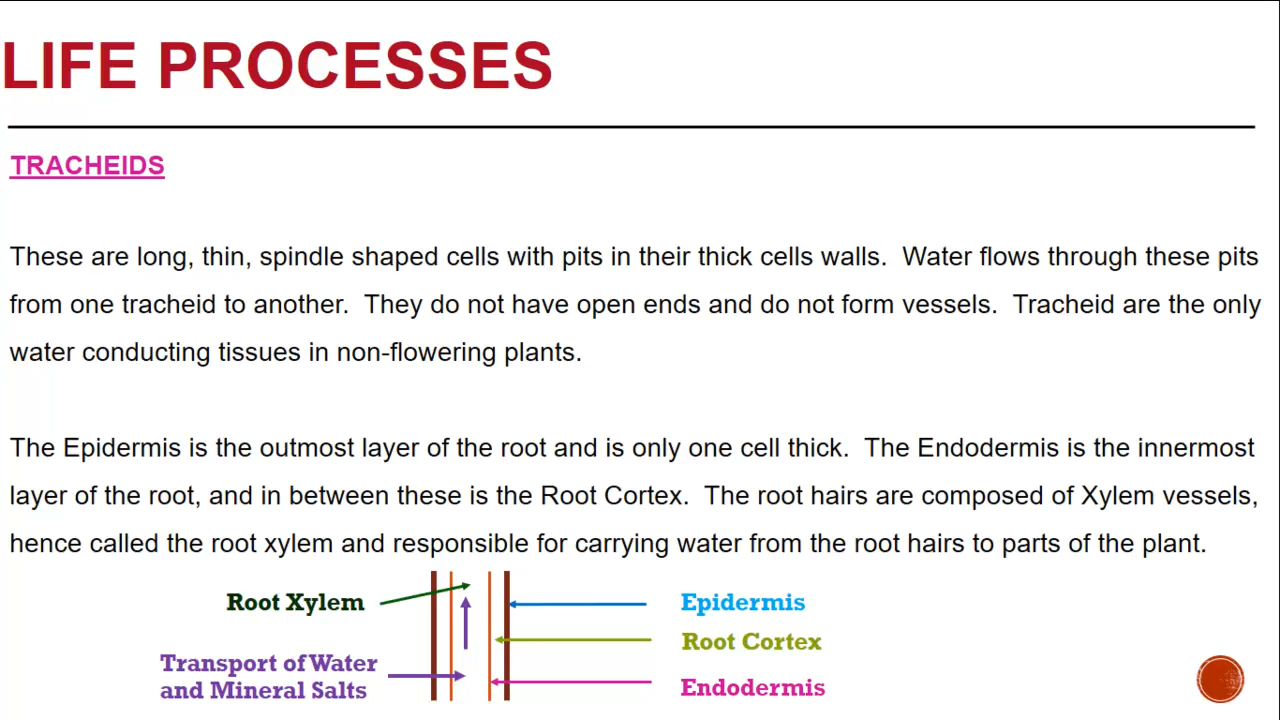 LIFE PROCESSES
TRACHEIDS
These are long, thin, spindle shaped cells with pits in their thick cells walls.  Water flows through these pits
from one tracheid to another.  They do not have open ends and do not form vessels.  Tracheid are the only
water conducting tissues in non-flowering plants.
The Epidermis is the outmost layer of the root and is only one cell thick.  The Endodermis is the innermost
layer of the root, and in between these is the Root Cortex.  The root hairs are composed of Xylem vessels,
hence called the root xylem and responsible for carrying water from the root hairs to parts of the plant.
Root Xylem
Transport of Water
and Mineral Salts
Epidermis
Root Cortex
Endodermis